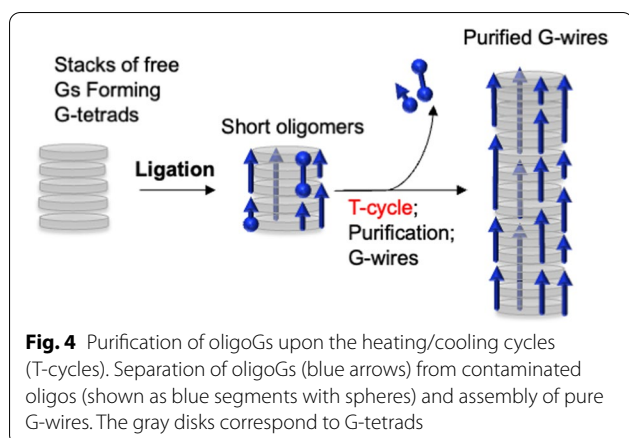 Stacks of free
Gs Forming
G-tetrads
Ligation
Short oligomers
T-cycle;
Purification;
G-wires
Purified G-wires
Fig. 4 Purification of oligoGs upon the heating/cooling cycles
(T-cycles). Separation of oligoGs (blue arrows) from contaminated
oligos (shown as blue segments with spheres) and assembly of pure
G-wires. The gray disks correspond to G-tetrads